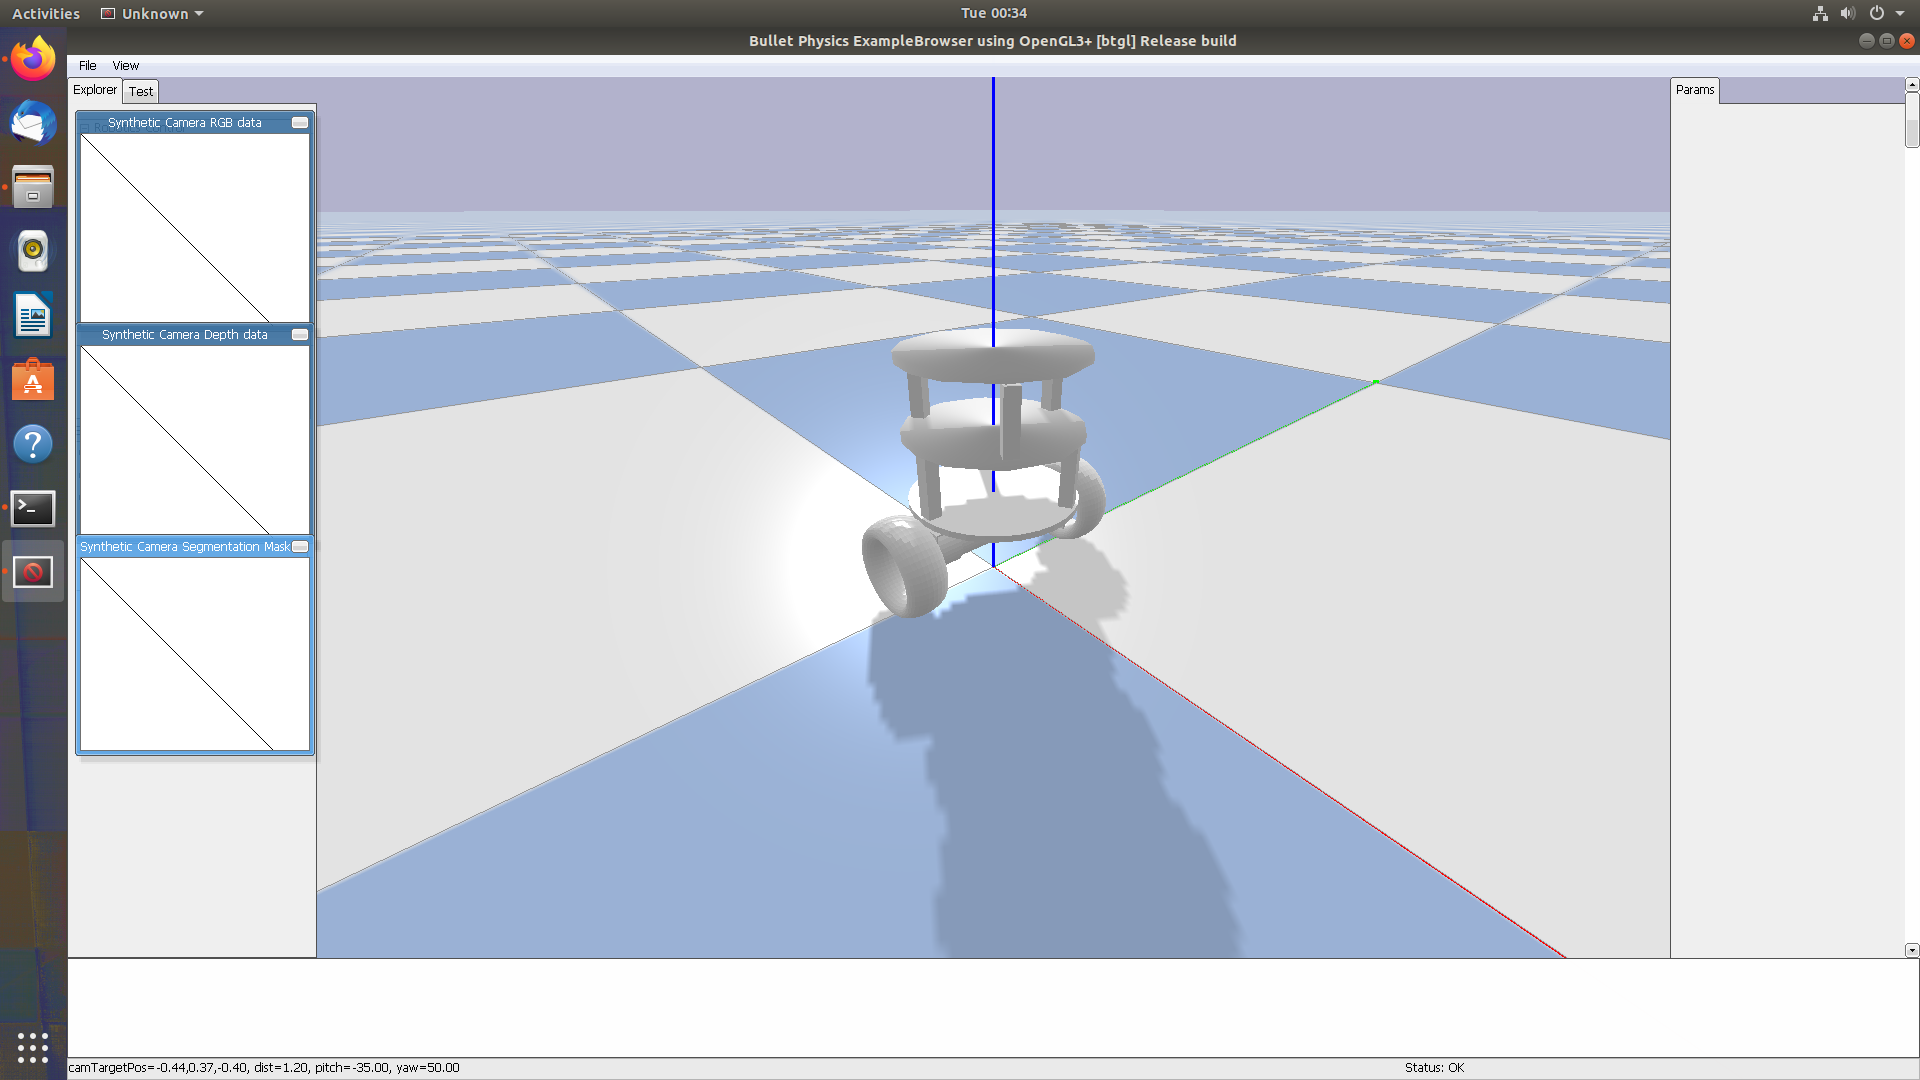 Activities
Unknown
Tue 00:34
Bullet Physics ExampleBrowser using OpenGL3+ [btgl] Release build
File
View
Explorer
Test
Params
Synthetic Camera RGB data
Synthetic Camera Depth data
Synthetic Camera Segmentation Mask
camTargetPos=-0.44,0.37,-0.40, dist=1.20, pitch=-35.00, yaw=50.00
Status: OK